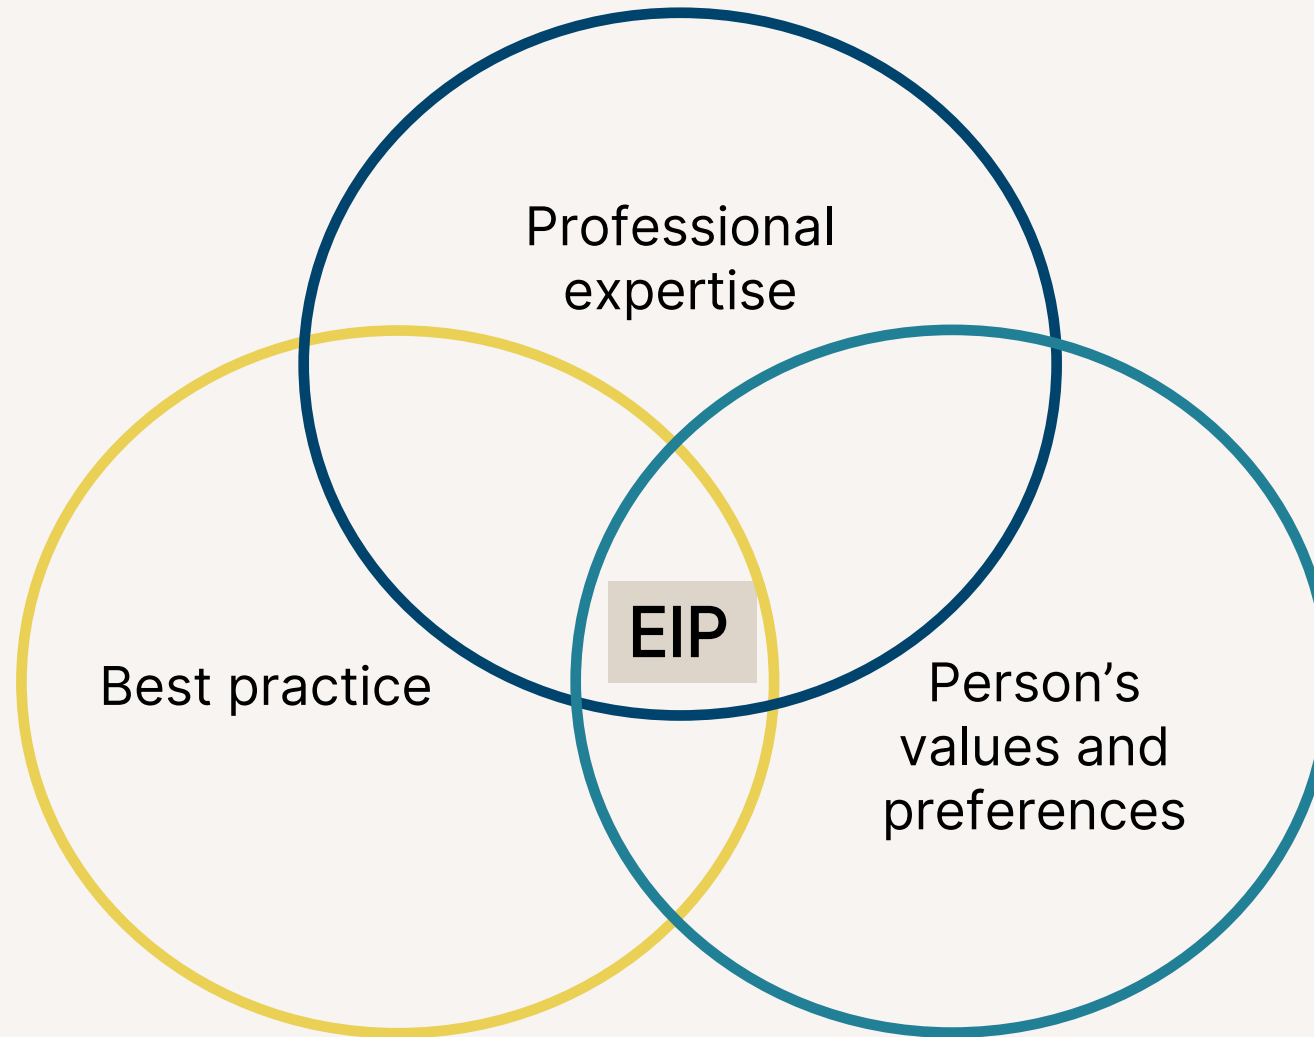 Professional
expertise
EIP
Best practice
Person’s
values and
preferences